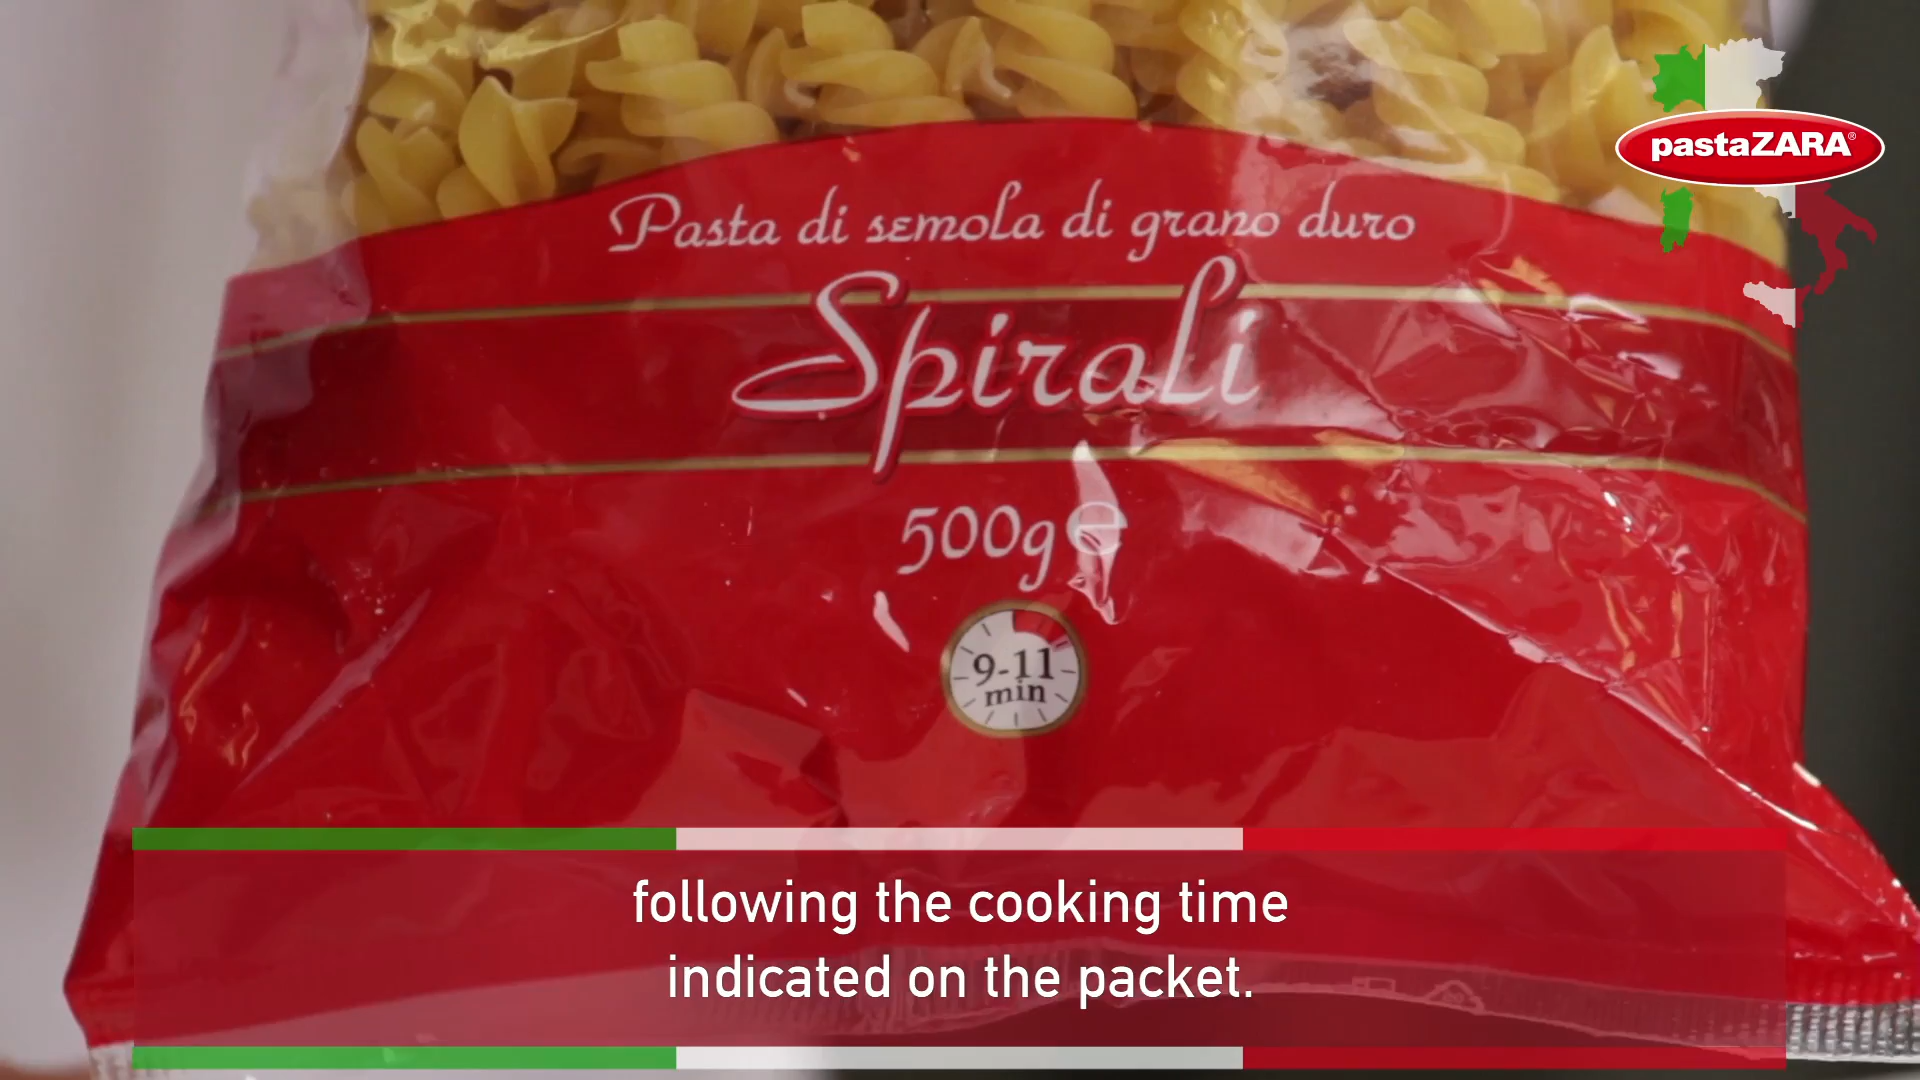 pastaZARA®
Pasta di semola di grano duro
Spirali
500g ℮
9-11
min
following the cooking time
indicated on the packet.